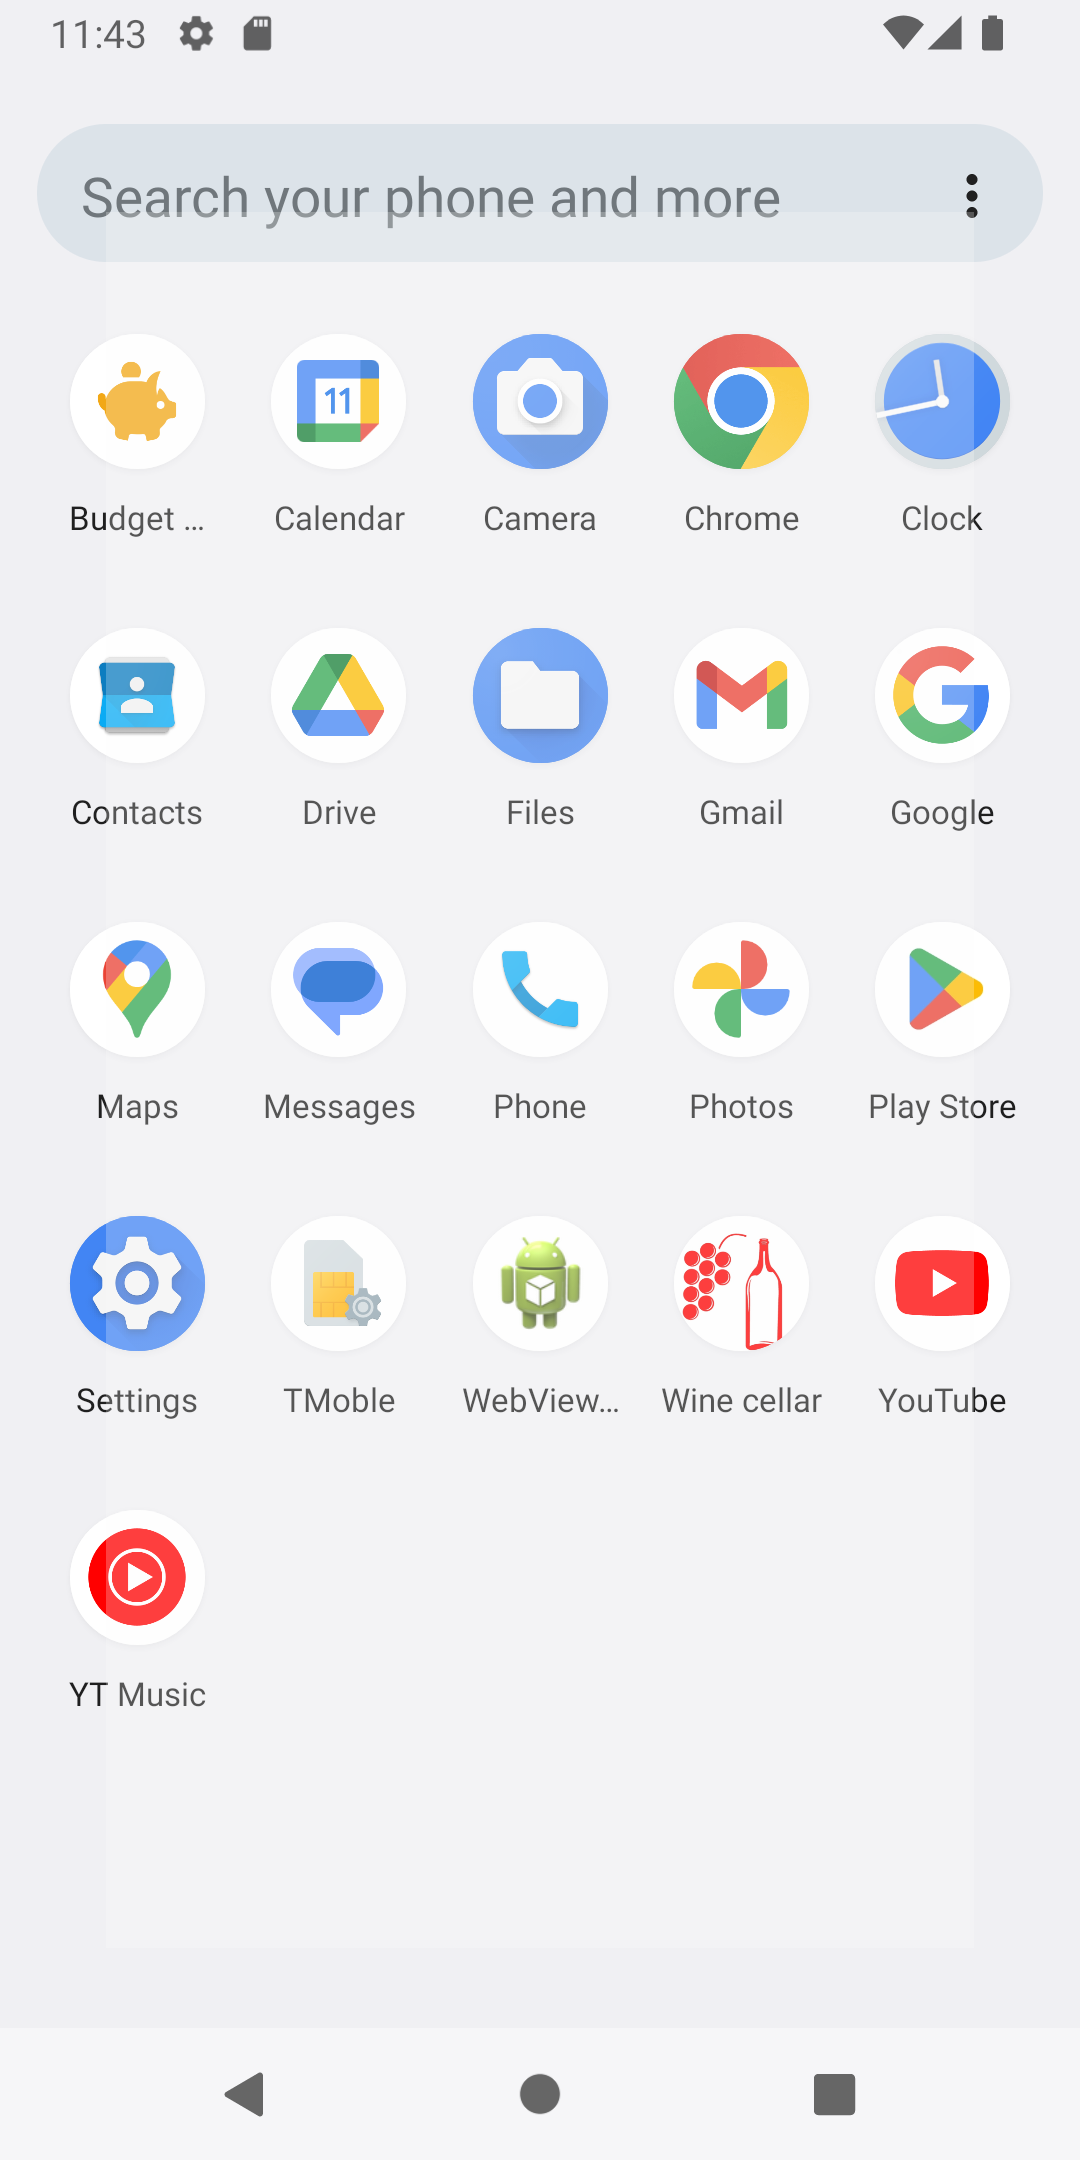 11:43
Search your phone and more
11
Budget ...
Calendar
Camera
Chrome
Clock
Contacts
Drive
Files
Gmail
Google
Maps
Messages
Phone
Photos
Play Store
Settings
TMoble
WebView...
Wine cellar
YouTube
YT Music